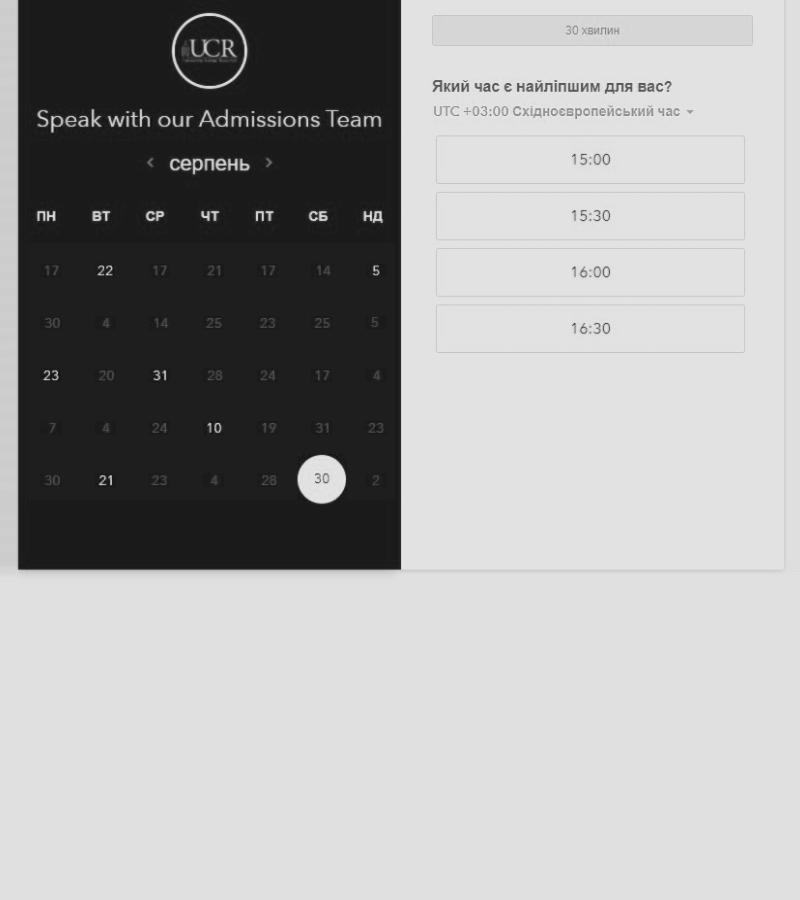 UCR
Speak with our Admissions Team
серпень
ПН ВТ СР ЧТ ПТ СБ НД
17 22 17 21 17 14 5
30 4 14 25 23 25 5
23 20 31 28 24 17 4
7 4 24 10 19 31 23
30 21 23 4 28 30 2
30 хвилин
Який час є найліпшим для вас?
UTC +03:00 Східноєвропейський час
15:00
15:30
16:00
16:30